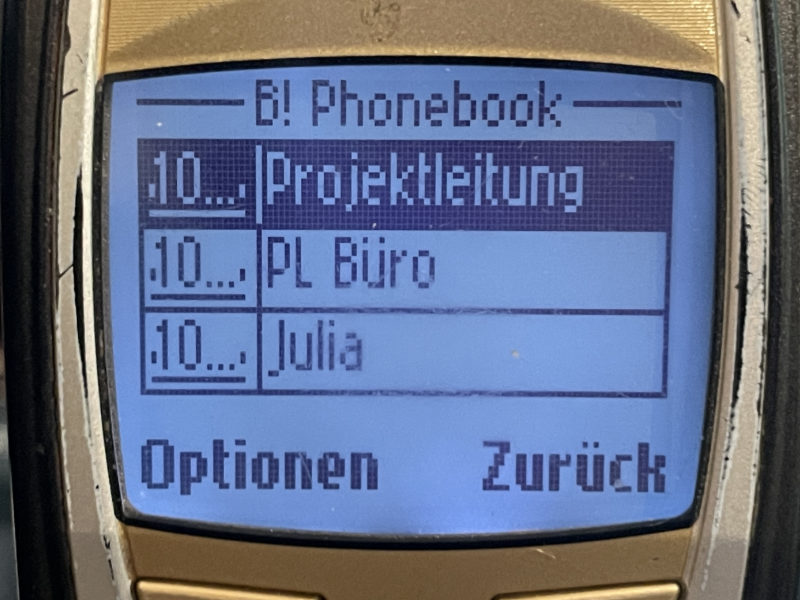 B! Phonebook
10... Projektleitung
10... PL Büro
10... Julia
Optionen Zurück